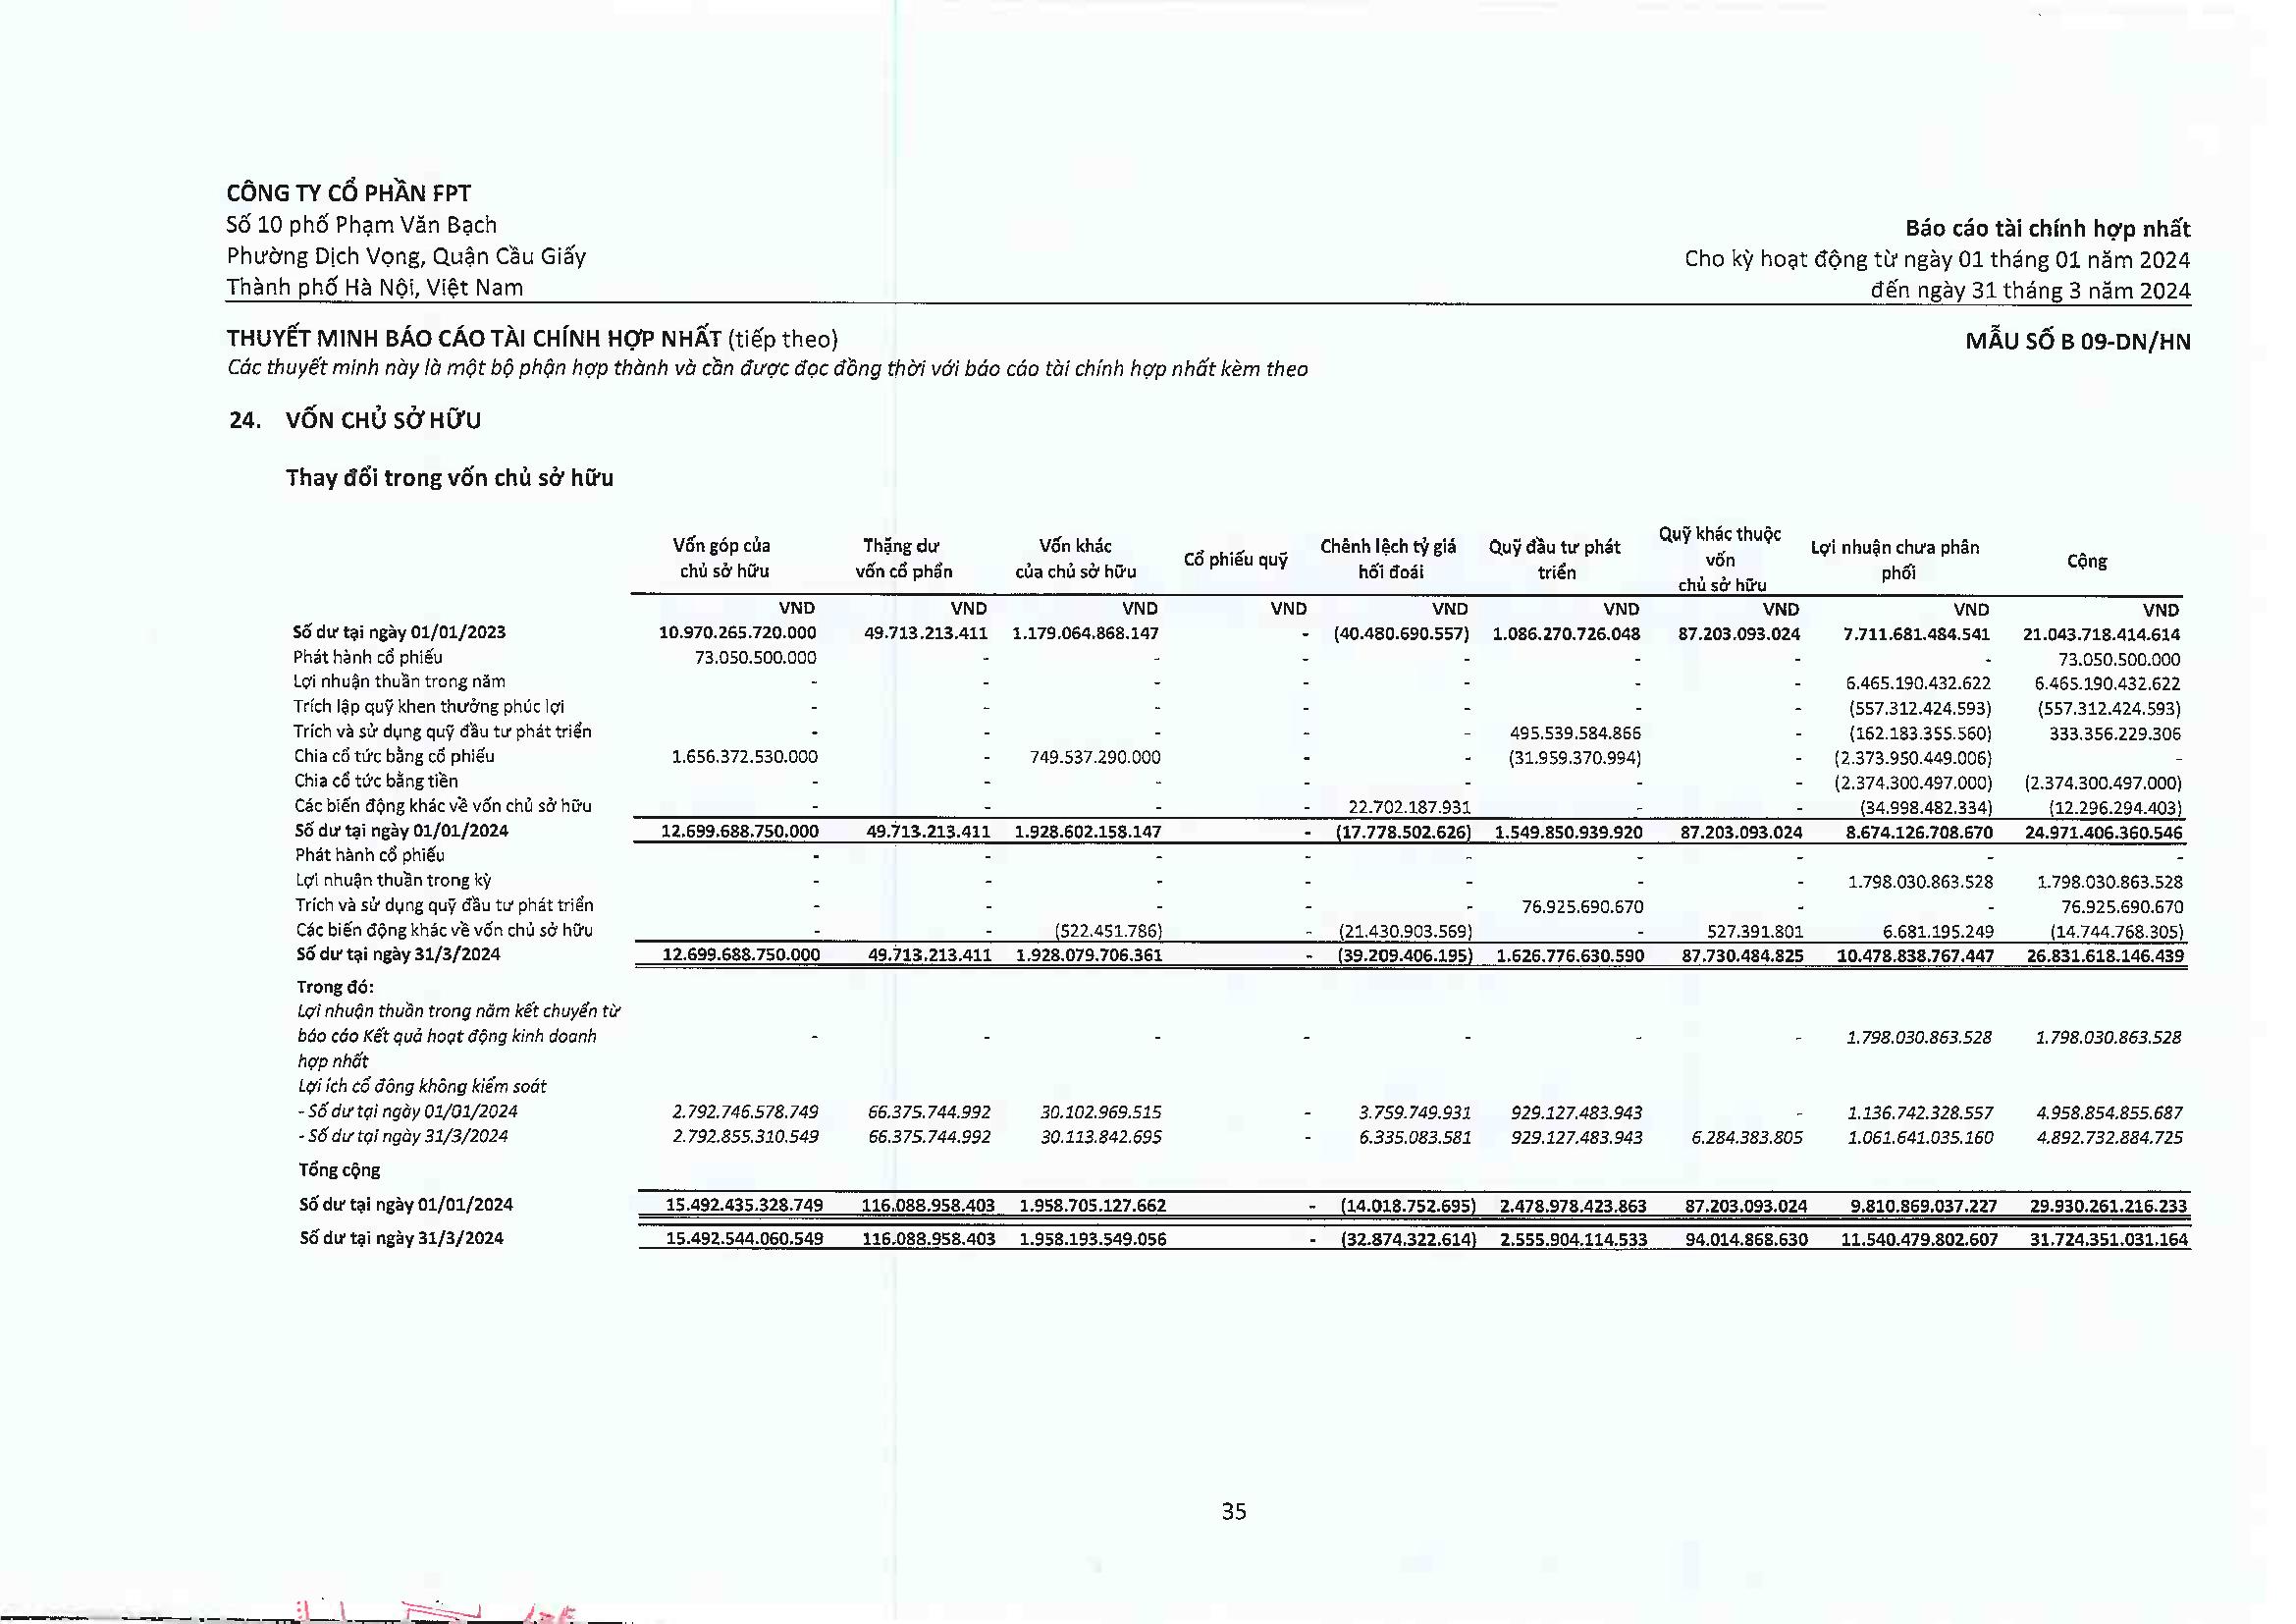 CÔNG TY CỔ PHẦN FPT
Số 10 phố Phạm Văn Bạch
Phường Dịch Vọng, Quận Cầu Giấy
Thành phố Hà Nội, Việt Nam
Báo cáo tài chính hợp nhất
Cho kỳ hoạt động từ ngày 01 tháng 01 năm 2024
đến ngày 31 tháng 3 năm 2024
THUYẾT MINH BÁO CÁO TÀI CHÍNH HỢP NHẤT (tiếp theo) MẪU SỐ B 09-DN/HN
Các thuyết minh này là một bộ phận hợp thành và cần được đọc đồng thời với báo cáo tài chính hợp nhất kèm theo
24. VỐN CHỦ SỞ HỮU
Thay đổi trong vốn chủ sở hữu
Vốn góp của chủ sở hữu Thặng dư vốn cổ phần Vốn khác của chủ sở hữu Cổ phiếu quỹ Chênh lệch tỷ giá hối đoái Quỹ đầu tư phát triển Quỹ khác thuộc vốn chủ sở hữu Lợi nhuận chưa phân phối Cộng
VND VND VND VND VND VND VND VND VND
Số dư tại ngày 01/01/2023 10.970.265.720.000 49.713.213.411 1.179.064.868.147 - (40.480.690.557) 1.086.270.726.048 87.203.093.024 7.711.681.484.541 21.043.718.414.614
Phát hành cổ phiếu 73.050.500.000 - - - - - - - 73.050.500.000
Lợi nhuận thuần trong năm - - - - - - - 6.465.190.432.622 6.465.190.432.622
Trích lập quỹ khen thưởng phúc lợi - - - - - - - (557.312.424.593) (557.312.424.593)
Trích và sử dụng quỹ đầu tư phát triển - - - - - 495.539.584.866 - (162.183.355.560) 333.356.229.306
Chia cổ tức bằng cổ phiếu 1.656.372.530.000 - 749.537.290.000 - - (31.959.370.994) - (2.373.950.449.006) -
Chia cổ tức bằng tiền - - - - - - - (2.374.300.497.000) (2.374.300.497.000)
Các biến động khác về vốn chủ sở hữu - - - - 22.702.187.931 - - (34.998.482.334) (12.296.294.403)
Số dư tại ngày 01/01/2024 12.699.688.750.000 49.713.213.411 1.928.602.158.147 - (17.778.502.626) 1.549.850.939.920 87.203.093.024 8.674.126.708.670 24.971.406.360.546
Phát hành cổ phiếu - - - - - - - - -
Lợi nhuận thuần trong kỳ - - - - - - - 1.798.030.863.528 1.798.030.863.528
Trích và sử dụng quỹ đầu tư phát triển - - - - - 76.925.690.670 - - 76.925.690.670
Các biến động khác về vốn chủ sở hữu - - (522.451.786) - (21.430.903.569) - 527.391.801 6.681.195.249 (14.744.768.305)
Số dư tại ngày 31/3/2024 12.699.688.750.000 49.713.213.411 1.928.079.706.361 - (39.209.406.195) 1.626.776.630.590 87.730.484.825 10.478.838.767.447 26.831.618.146.439
Trong đó:
Lợi nhuận thuần trong năm kết chuyển từ
báo cáo Kết quả hoạt động kinh doanh - - - - - - - 1.798.030.863.528 1.798.030.863.528
hợp nhất
Lợi ích cổ đông không kiểm soát
- Số dư tại ngày 01/01/2024 2.792.746.578.749 66.375.744.992 30.102.969.515 - 3.759.749.931 929.127.483.943 - 1.136.742.328.557 4.958.854.855.687
- Số dư tại ngày 31/3/2024 2.792.855.310.549 66.375.744.992 30.113.842.695 - 6.335.083.581 929.127.483.943 6.284.383.805 1.061.641.035.160 4.892.732.884.725
Tổng cộng
Số dư tại ngày 01/01/2024 15.492.435.328.749 116.088.958.403 1.958.705.127.662 - (14.018.752.695) 2.478.978.423.863 87.203.093.024 9.810.869.037.227 29.930.261.216.233
Số dư tại ngày 31/3/2024 15.492.544.060.549 116.088.958.403 1.958.193.549.056 - (32.874.322.614) 2.555.904.114.533 94.014.868.630 11.540.479.802.607 31.724.351.031.164
35